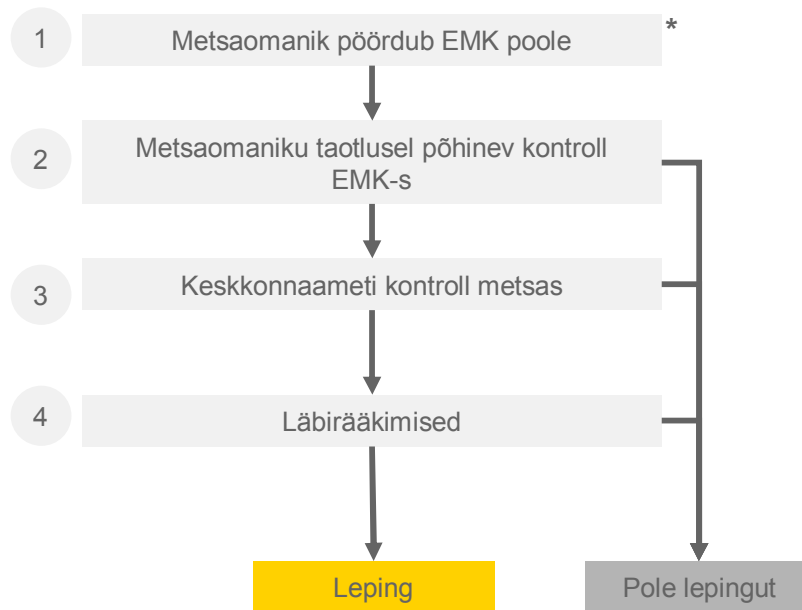 1
Metsaomanik pöördub EMK poole
*
2
Metsaomaniku taotlusel põhinev kontroll
EMK-s
3
Keskkonnaameti kontroll metsas
4
Läbirääkimised
Leping
Pole lepingut